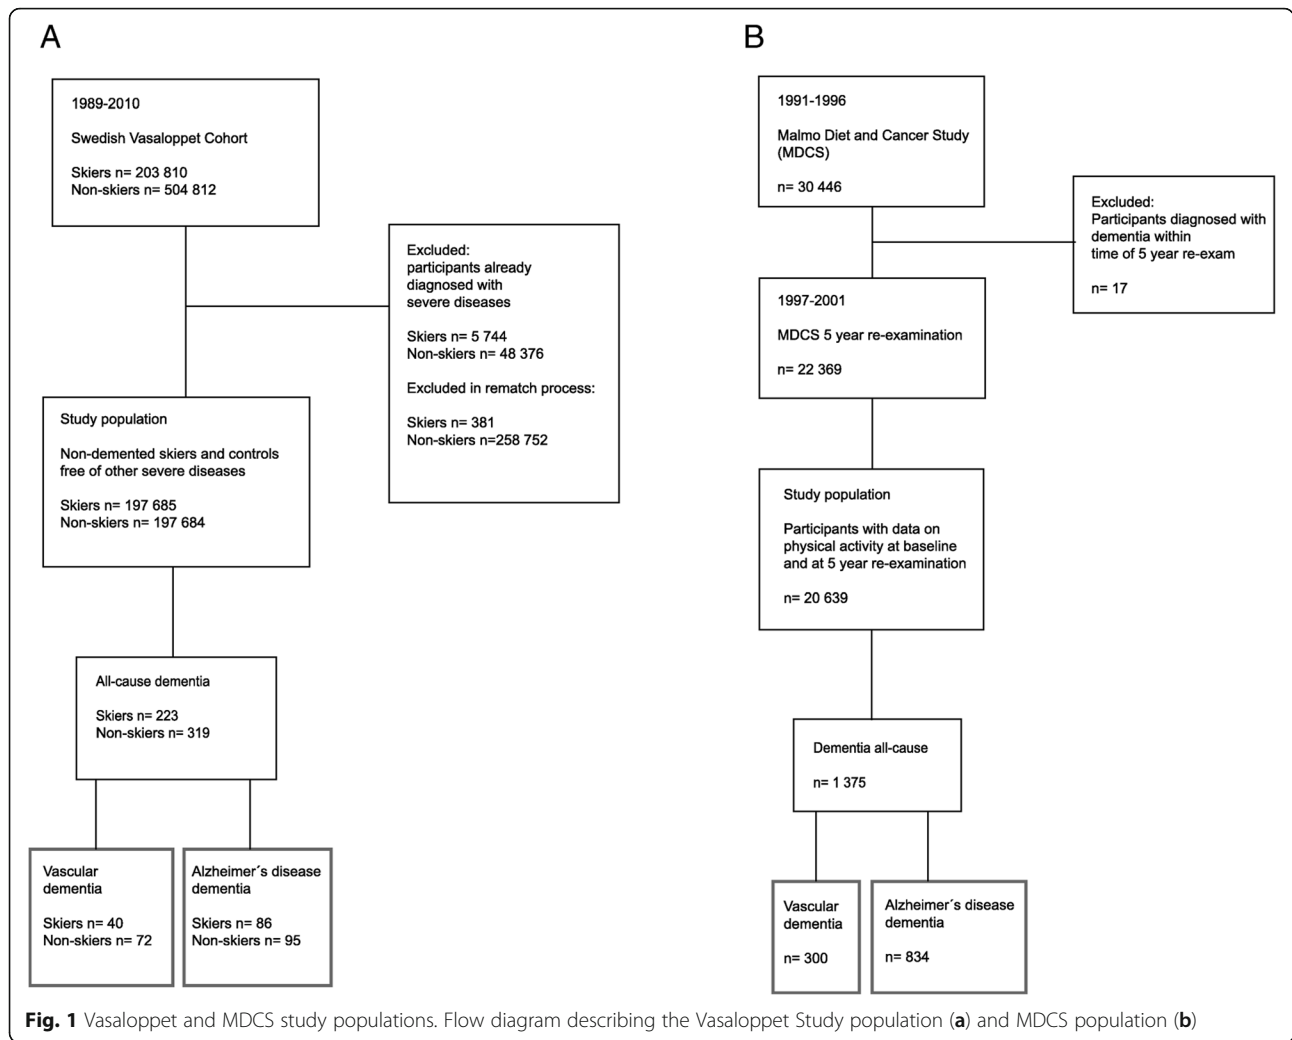 A
1989-2010
Swedish Vasaloppet Cohort
Skiers n= 203 810
Non-skiers n= 504 812
Excluded:
participants already
diagnosed with
severe diseases
Skiers n= 5 744
Non-skiers n= 48 376
Excluded in rematch process:
Skiers n= 381
Non-skiers n=258 752
Study population
Non-demented skiers and controls
free of other severe diseases
Skiers n= 197 685
Non-skiers n= 197 684
All-cause dementia
Skiers n= 223
Non-skiers n= 319
Vascular
dementia
Skiers n= 40
Non-skiers n= 72
Alzheimer´s disease
dementia
Skiers n= 86
Non-skiers n= 95
B
1991-1996
Malmo Diet and Cancer Study
(MDCS)
n= 30 446
Excluded:
Participants diagnosed with
dementia within
time of 5 year re-exam
n= 17
1997-2001
MDCS 5 year re-examination
n= 22 369
Study population
Participants with data on
physical activity at baseline
and at 5 year re-examination
n= 20 639
Dementia all-cause
n= 1 375
Vascular
dementia
n= 300
Alzheimer´s disease
dementia
n= 834
Fig. 1 Vasaloppet and MDCS study populations. Flow diagram describing the Vasaloppet Study population (a) and MDCS population (b)